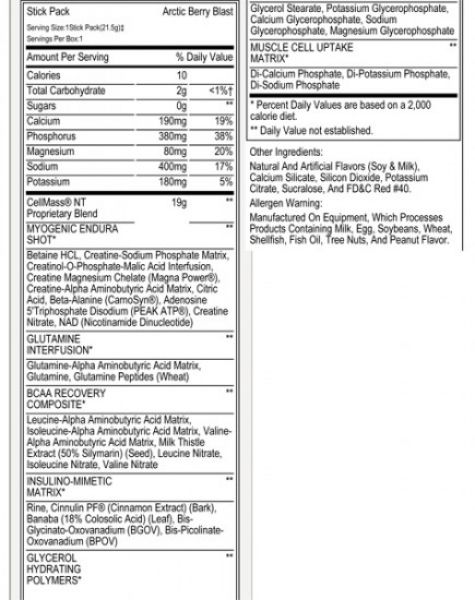 Stick Pack Arctic Berry Blast
Serving Size:1Stick Pack(21.5g)‡
Servings Per Box:1
Amount Per Serving % Daily Value
Calories 10
Total Carbohydrate 2g <1%†
Sugars 0g **
Calcium 190mg 19%
Phosphorus 380mg 38%
Magnesium 80mg 20%
Sodium 400mg 17%
Potassium 180mg 5%
CellMass® NT 19g **
Proprietary Blend
MYOGENIC ENDURA **
SHOT*
Betaine HCL, Creatine-Sodium Phosphate Matrix,
Creatinol-O-Phosphate-Malic Acid Interfusion,
Creatine Magnesium Chelate (Magna Power®),
Creatine-Alpha Aminobutyric Acid Matrix, Citric
Acid, Beta-Alanine (CarnoSyn®), Adenosine
5'Triphosphate Disodium (PEAK ATP®), Creatine
Nitrate, NAD (Nicotinamide Dinucleotide)
GLUTAMINE **
INTERFUSION*
Glutamine-Alpha Aminobutyric Acid Matrix,
Glutamine, Glutamine Peptides (Wheat)
BCAA RECOVERY **
COMPOSITE*
Leucine-Alpha Aminobutyric Acid Matrix,
Isoleucine-Alpha Aminobutyric Acid Matrix, Valine-
Alpha Aminobutyric Acid Matrix, Milk Thistle
Extract (50% Silymarin) (Seed), Leucine Nitrate,
Isoleucine Nitrate, Valine Nitrate
INSULINO-MIMETIC **
MATRIX*
Rine, Cinnulin PF® (Cinnamon Extract) (Bark),
Banaba (18% Colosolic Acid) (Leaf), Bis-
Glycinato-Oxovanadium (BGOV), Bis-Picolinate-
Oxovanadium (BPOV)
GLYCEROL **
HYDRATING
POLYMERS*
Glycerol Stearate, Potassium Glycerophosphate,
Calcium Glycerophosphate, Sodium
Glycerophosphate, Magnesium Glycerophosphate
MUSCLE CELL UPTAKE **
MATRIX*
Di-Calcium Phosphate, Di-Potassium Phosphate,
Di-Sodium Phosphate
* Percent Daily Values are based on a 2,000
calorie diet.
** Daily Value not established.
Other Ingredients:
Natural And Artificial Flavors (Soy & Milk),
Calcium Silicate, Silicon Dioxide, Potassium
Citrate, Sucralose, And FD&C Red #40.
Allergen Warning:
Manufactured On Equipment, Which Processes
Products Containing Milk, Egg, Soybeans, Wheat,
Shellfish, Fish Oil, Tree Nuts, And Peanut Flavor.